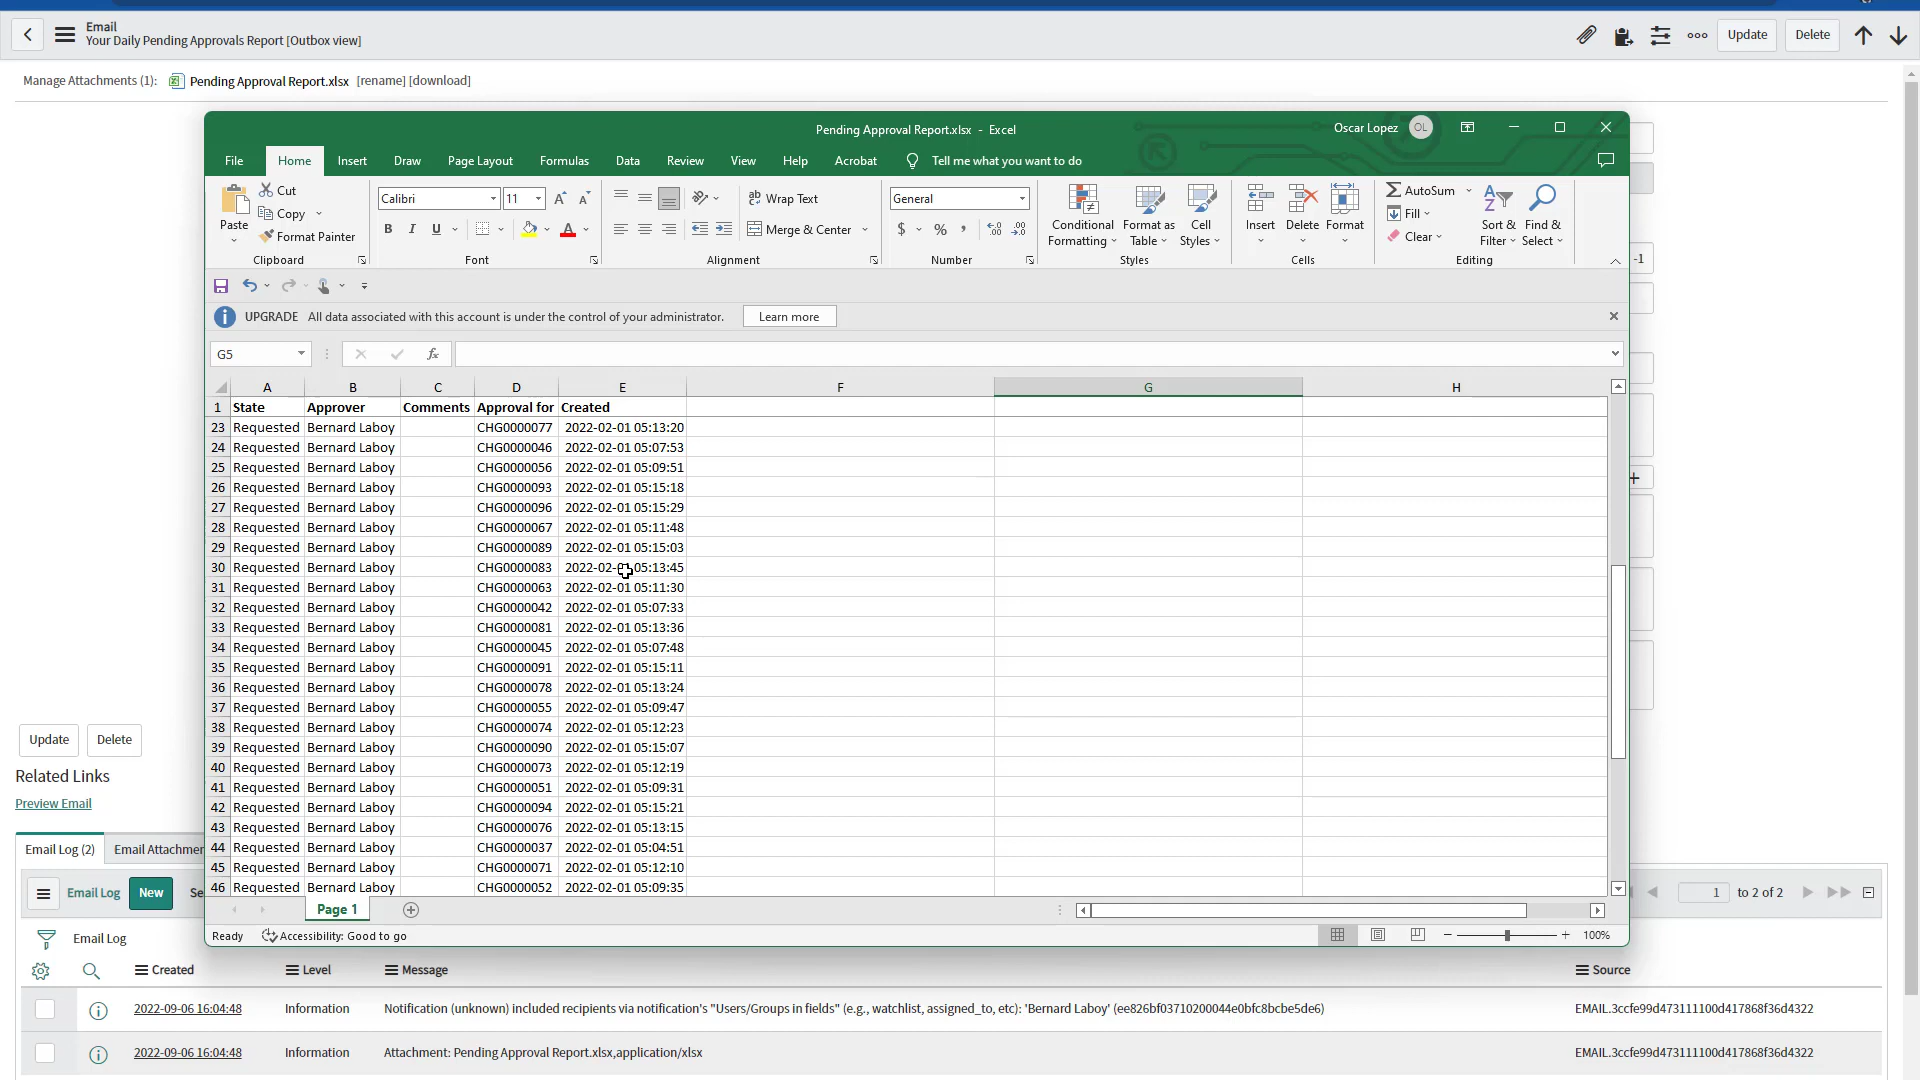 Email
Your Daily Pending Approvals Report [Outbox view]
Update
Delete
Manage Attachments (1):
Pending Approval Report.xlsx
[rename] [download]
Pending Approval Report.xlsx - Excel
Oscar Lopez
OL
File
Home
Insert
Draw
Page Layout
Formulas
Data
Review
View
Help
Acrobat
Tell me what you want to do
Paste
Cut
Copy
Format Painter
Clipboard
Calibri
11
B I U
Font
Wrap Text
Merge & Center
Alignment
General
$ % ,
Number
Conditional
Formatting
Format as
Table
Cell
Styles
Styles
Insert
Delete
Format
Cells
AutoSum
Fill
Clear
Sort &
Filter
Find &
Select
Editing
-1
UPGRADE All data associated with this account is under the control of your administrator.
Learn more
G5
fx
A B C D E F G H
1 State Approver Comments Approval for Created
23 Requested Bernard Laboy CHG0000077 2022-02-01 05:13:20
24 Requested Bernard Laboy CHG0000046 2022-02-01 05:07:53
25 Requested Bernard Laboy CHG0000056 2022-02-01 05:09:51
26 Requested Bernard Laboy CHG0000093 2022-02-01 05:15:18
27 Requested Bernard Laboy CHG0000096 2022-02-01 05:15:29
28 Requested Bernard Laboy CHG0000067 2022-02-01 05:11:48
29 Requested Bernard Laboy CHG0000089 2022-02-01 05:15:03
30 Requested Bernard Laboy CHG0000083 2022-02-01 05:13:45
31 Requested Bernard Laboy CHG0000063 2022-02-01 05:11:30
32 Requested Bernard Laboy CHG0000042 2022-02-01 05:07:33
33 Requested Bernard Laboy CHG0000081 2022-02-01 05:13:36
34 Requested Bernard Laboy CHG0000045 2022-02-01 05:07:48
35 Requested Bernard Laboy CHG0000091 2022-02-01 05:15:11
36 Requested Bernard Laboy CHG0000078 2022-02-01 05:13:24
37 Requested Bernard Laboy CHG0000055 2022-02-01 05:09:47
38 Requested Bernard Laboy CHG0000074 2022-02-01 05:12:23
39 Requested Bernard Laboy CHG0000090 2022-02-01 05:15:07
40 Requested Bernard Laboy CHG0000073 2022-02-01 05:12:19
41 Requested Bernard Laboy CHG0000051 2022-02-01 05:09:31
42 Requested Bernard Laboy CHG0000094 2022-02-01 05:15:21
43 Requested Bernard Laboy CHG0000076 2022-02-01 05:13:15
44 Requested Bernard Laboy CHG0000037 2022-02-01 05:04:51
45 Requested Bernard Laboy CHG0000071 2022-02-01 05:12:10
46 Requested Bernard Laboy CHG0000052 2022-02-01 05:09:35
Page 1
Ready
Accessibility: Good to go
100%
Update
Delete
Related Links
Preview Email
Email Log (2)
Email Attachmen
Email Log
New
Se
1 to 2 of 2
Email Log
Created
Level
Message
Source
2022-09-06 16:04:48 Information Notification (unknown) included recipients via notification's "Users/Groups in fields" (e.g., watchlist, assigned_to, etc): 'Bernard Laboy' (ee826bf03710200044e0bfc8bcbe5de6) EMAIL.3ccfe99d473111100d417868f36d4322
2022-09-06 16:04:48 Information Attachment: Pending Approval Report.xlsx,application/xlsx EMAIL.3ccfe99d473111100d417868f36d4322